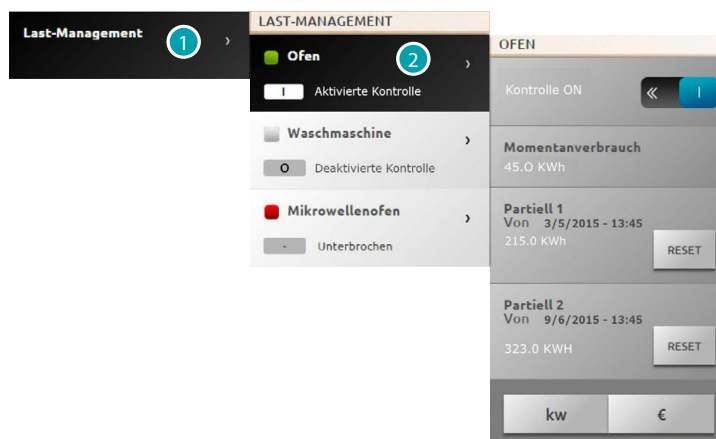 Last-Management
1
›
LAST-MANAGEMENT
Ofen
2
›
I Aktivierte Kontrolle
Waschmaschine
›
O Deaktivierte Kontrolle
Mikrowellenofen
›
- Unterbrochen
OFEN
Kontrolle ON
« I
Momentanverbrauch
45.O KWh
Partiell 1
Von 3/5/2015 - 13:45
215.0 KWh
RESET
Partiell 2
Von 9/6/2015 - 13:45
323.0 KWH
RESET
kw €